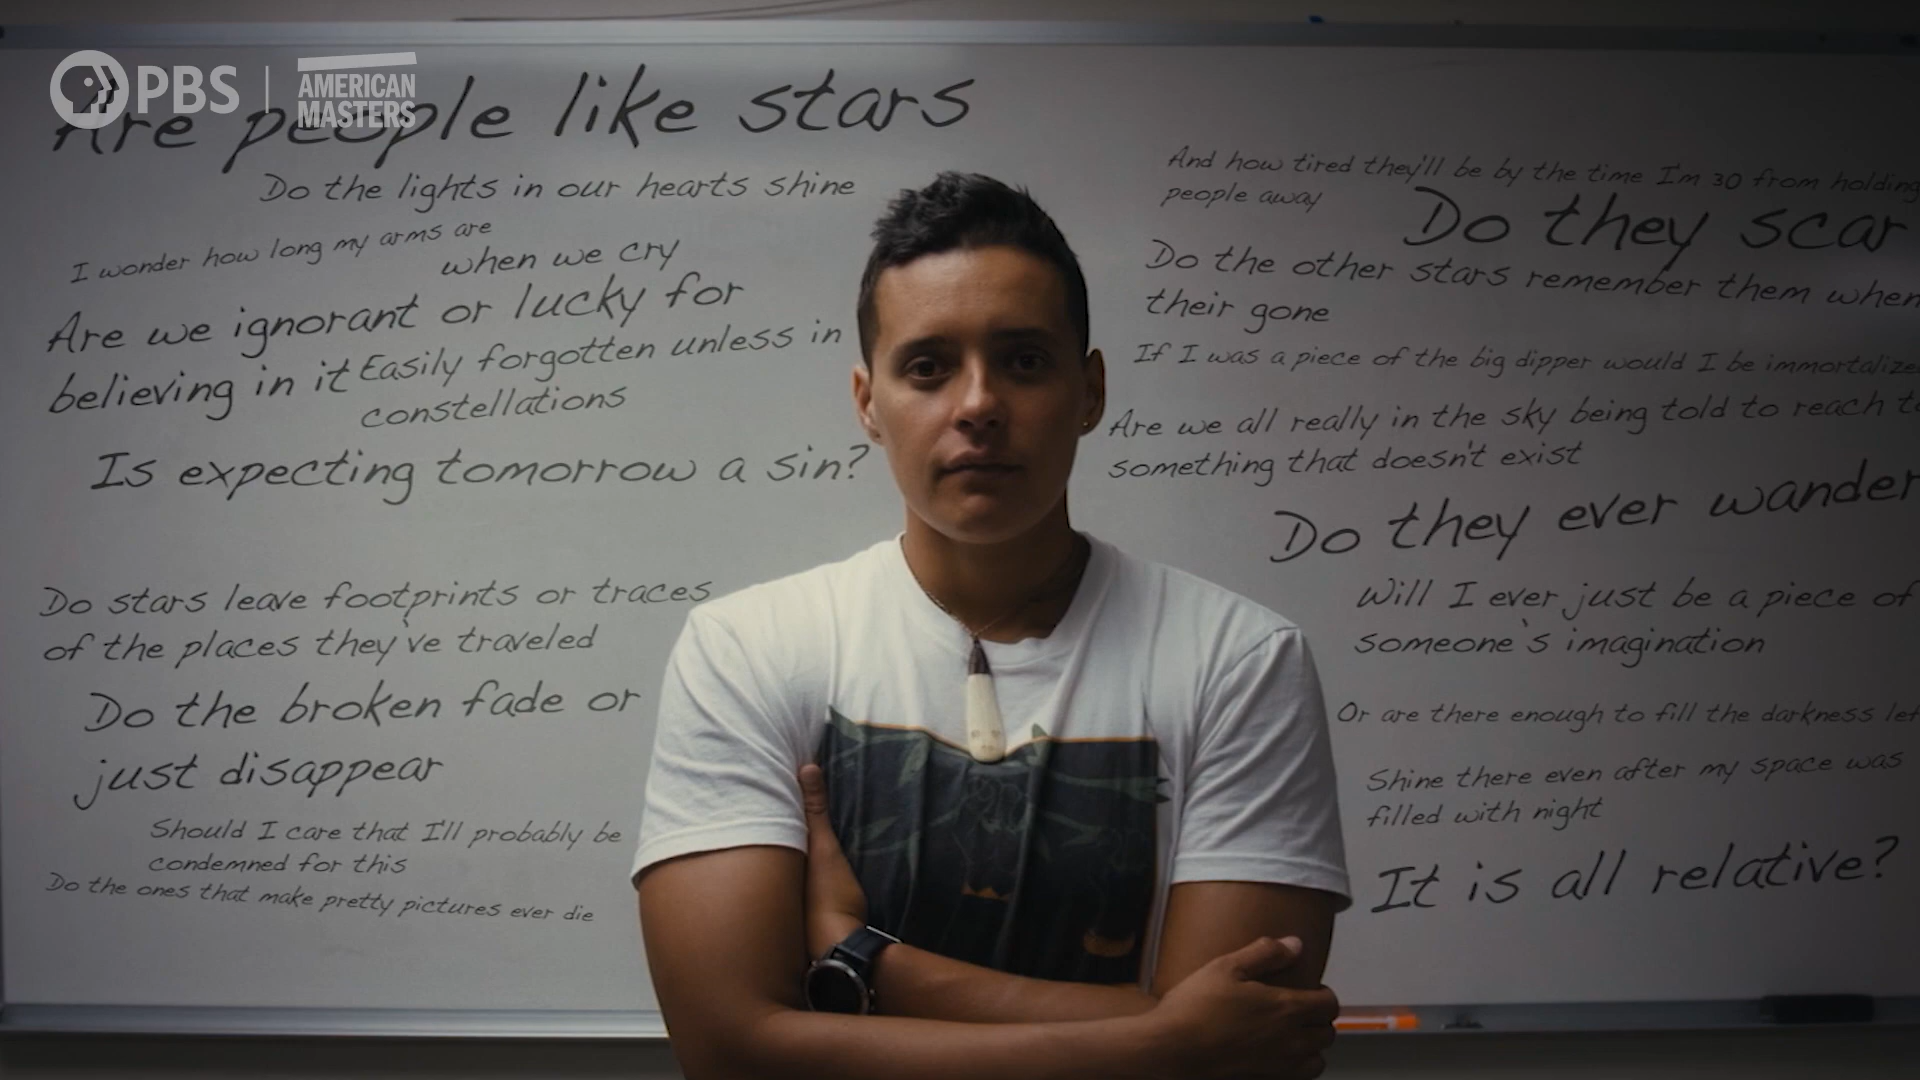 PBS
AMERICAN
MASTERS
Are people like stars
Do the lights in our hearts shine
I wonder how long my arms are
when we cry
Are we ignorant or lucky for
believing in it
Easily forgotten unless in
constellations
Is expecting tomorrow a sin?
Do stars leave footprints or traces
of the places they've traveled
Do the broken fade or
just disappear
Should I care that I'll probably be
condemned for this
Do the ones that make pretty pictures ever die
And how tired they'll be by the time I'm 30 from holding
people away
Do they scar
Do the other stars remember them when
their gone
If I was a piece of the big dipper would I be immortalize
Are we all really in the sky being told to reach to
something that doesn't exist
Do they ever wander
Will I ever just be a piece of
someone's imagination
Or are there enough to fill the darkness lef
Shine there even after my space was
filled with night
It is all relative?